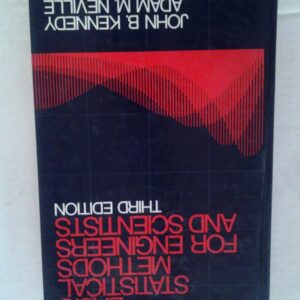 STATISTICAL
METHODS
FOR ENGINEERS
AND SCIENTISTS
THIRD EDITION
JOHN B. KENNEDY
ADAM M. NEVILLE